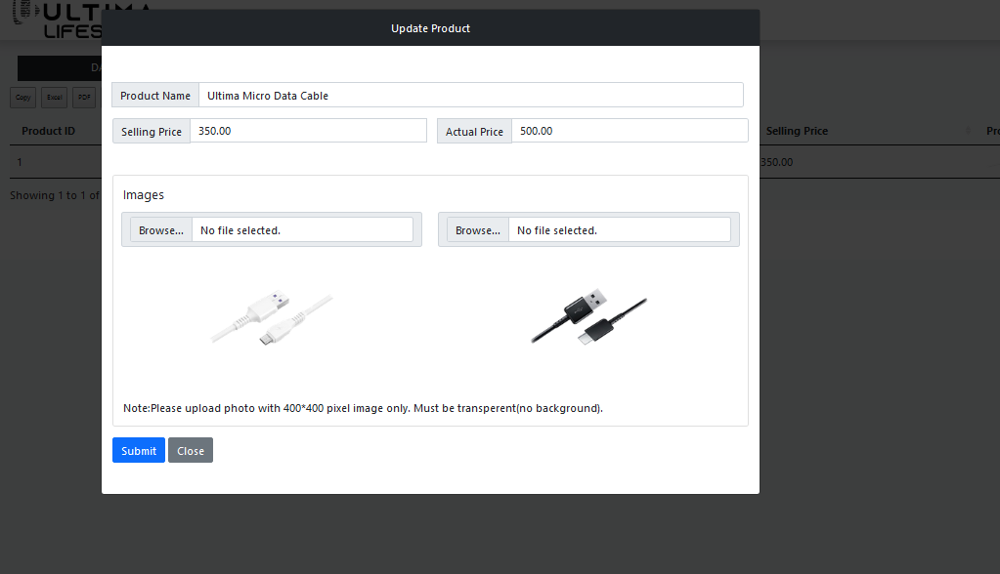 ULTIMA
LIFES
Update Product
Copy
Excel
PDF
Product Name
Ultima Micro Data Cable
Product ID
Selling Price
350.00
Actual Price
500.00
Selling Price
1
350.00
Showing 1 to 1 of
Images
Browse...
No file selected.
Browse...
No file selected.
Note:Please upload photo with 400*400 pixel image only. Must be transperent(no background).
Submit
Close